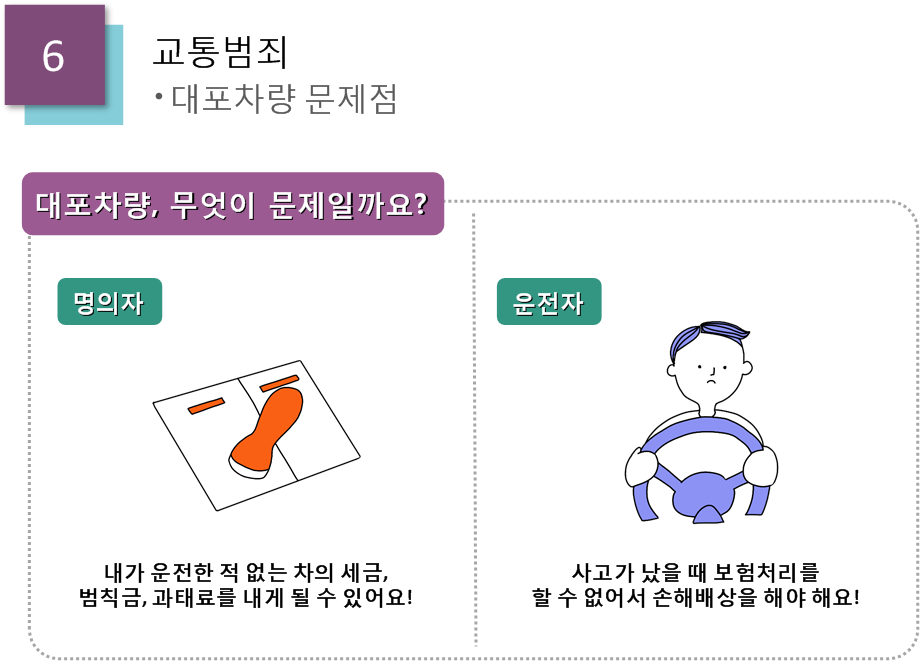 6
교통범죄
• 대포차량 문제점
대포차량, 무엇이 문제일까요?
명의자
운전자
내가 운전한 적 없는 차의 세금,
범칙금, 과태료를 내게 될 수 있어요!
사고가 났을 때 보험처리를
할 수 없어서 손해배상을 해야 해요!